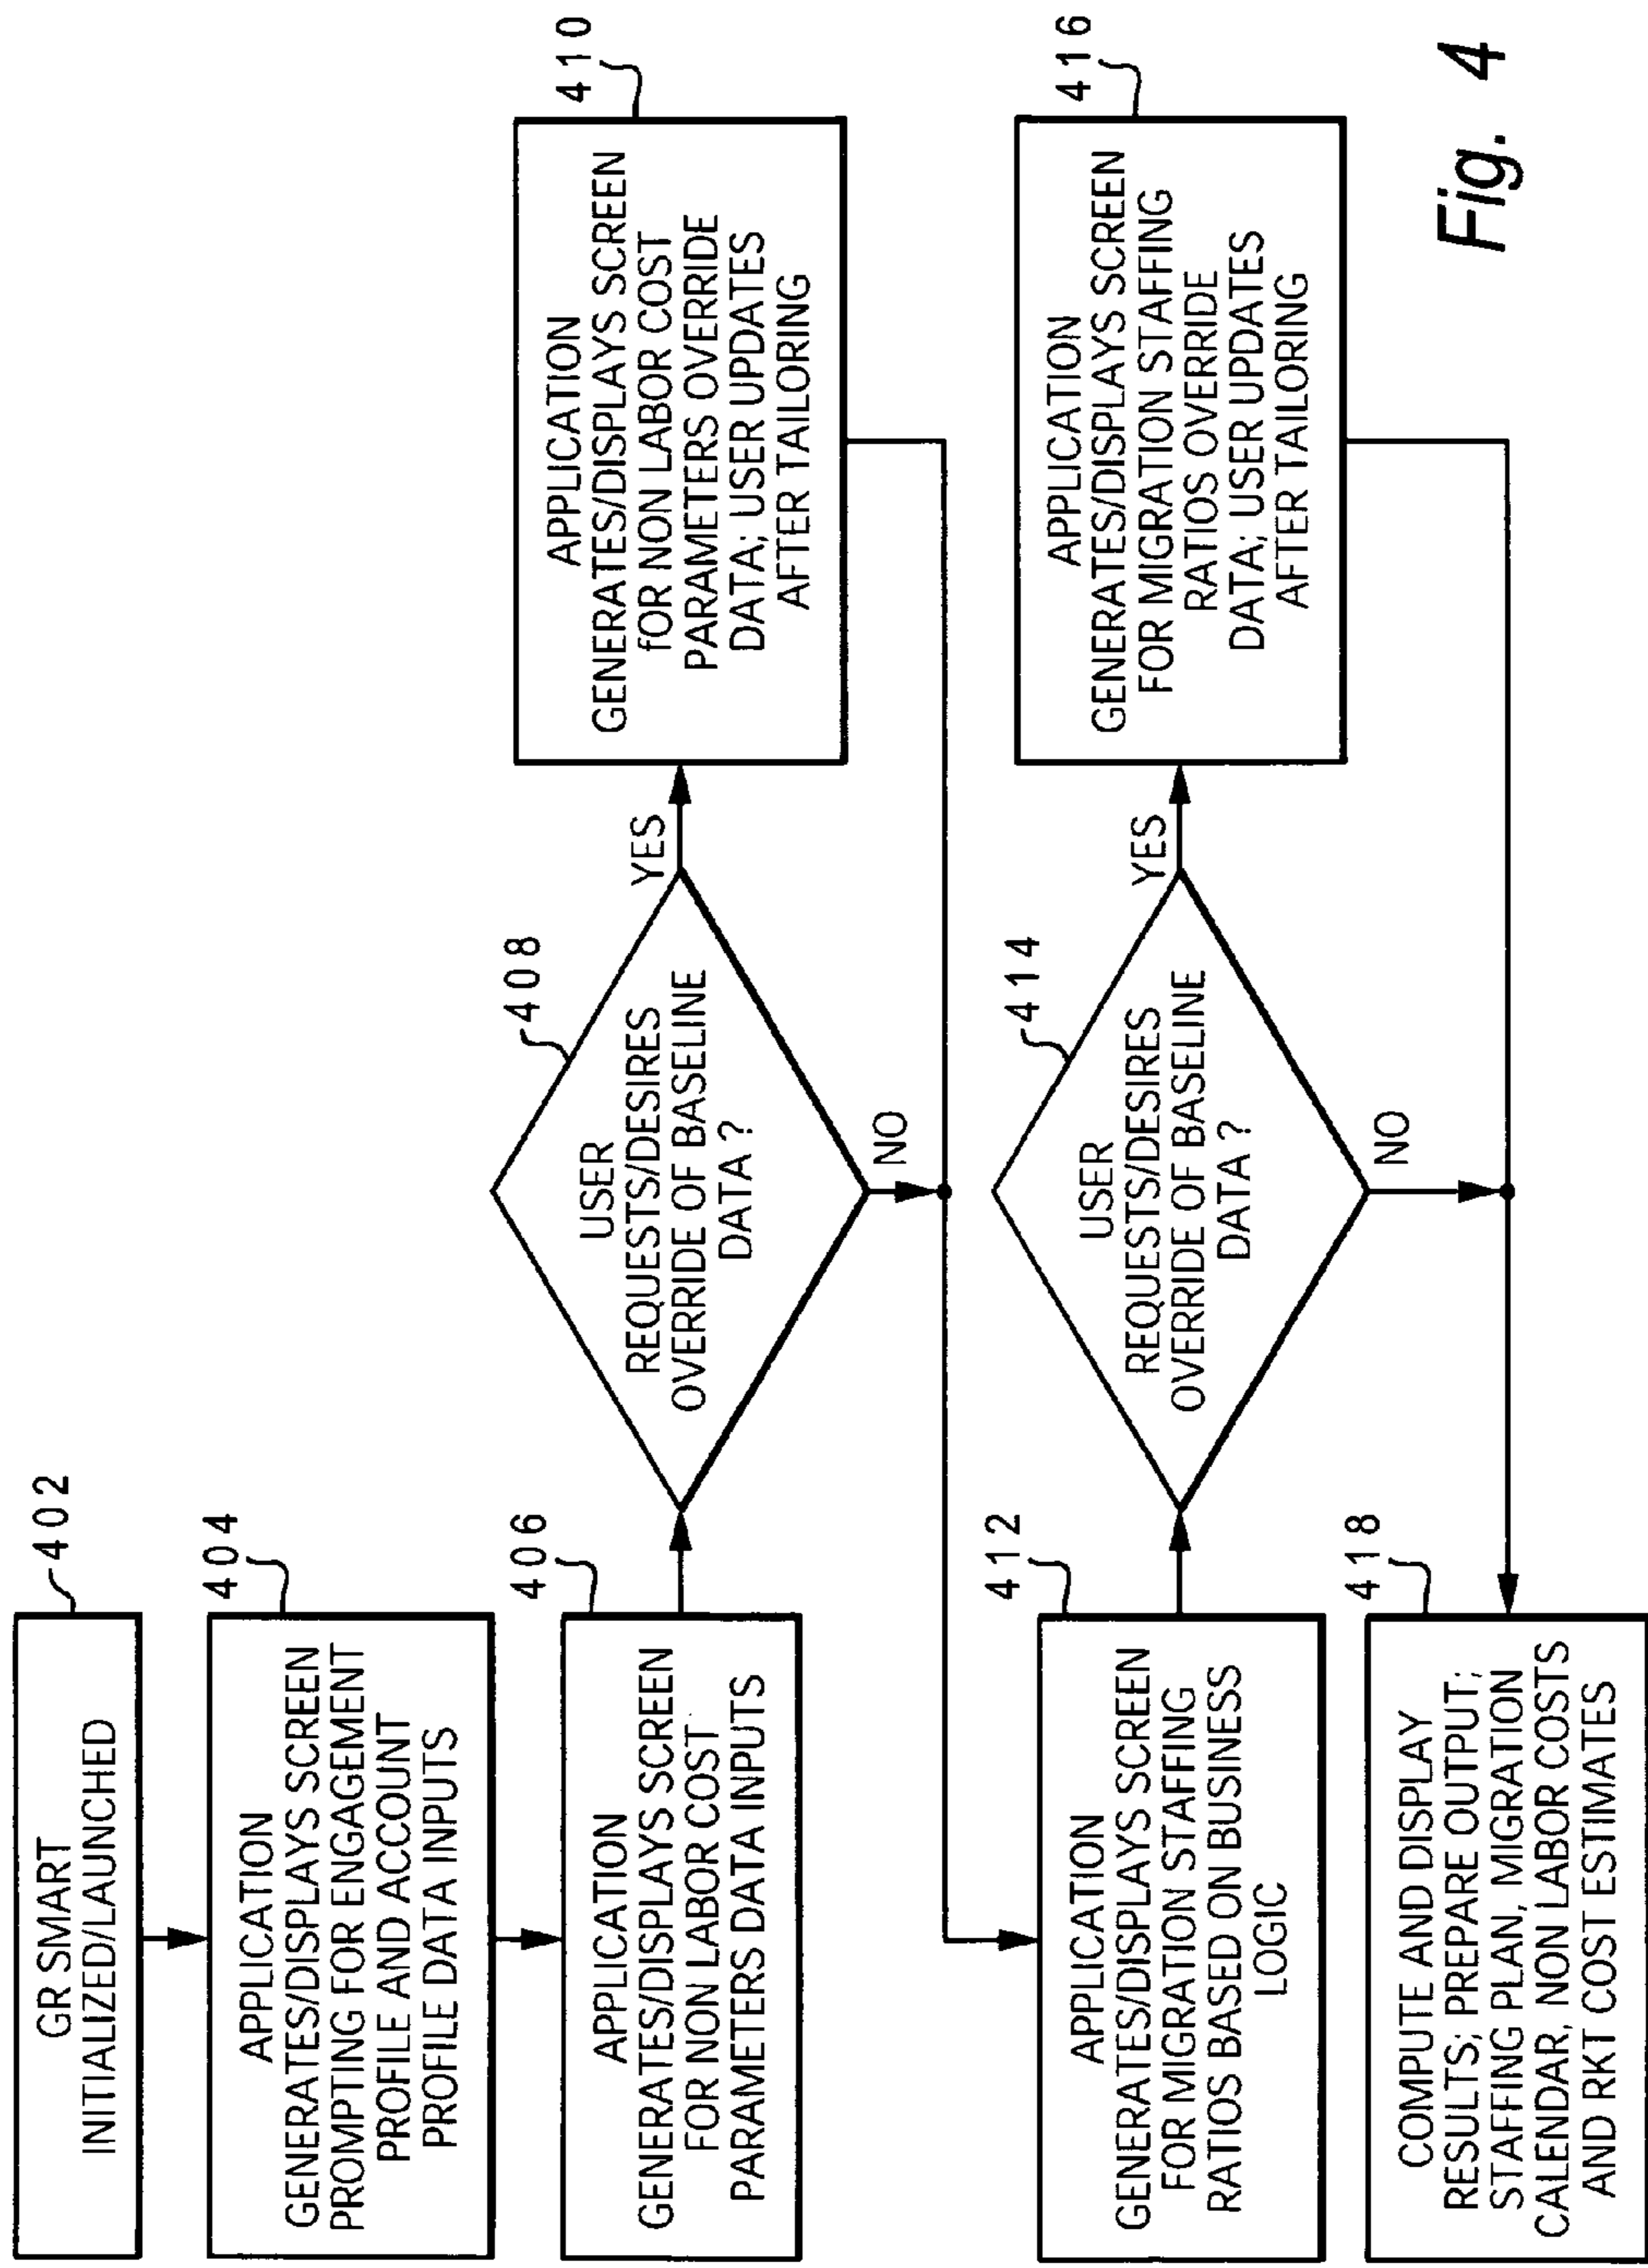 GR SMART
INITIALIZED/LAUNCHED
402
APPLICATION
GENERATES/DISPLAYS SCREEN
PROMPTING FOR ENGAGEMENT
PROFILE AND ACCOUNT
PROFILE DATA INPUTS
404
APPLICATION
GENERATES/DISPLAYS SCREEN
FOR NON LABOR COST
PARAMETERS DATA INPUTS
406
USER
REQUESTS/DESIRES
OVERRIDE OF BASELINE
DATA ?
408
YES
NO
APPLICATION
GENERATES/DISPLAYS SCREEN
fOR NON LABOR COST
PARAMETERS OVERRIDE
DATA; USER UPDATES
AFTER TAILORING
410
APPLICATION
GENERATES/DISPLAYS SCREEN
FOR MIGRATION STAFFING
RATIOS BASED ON BUSINESS
LOGIC
412
USER
REQUESTS/DESIRES
OVERRIDE OF BASELINE
DATA ?
414
YES
NO
APPLICATION
GENERATES/DISPLAYS SCREEN
FOR MIGRATION STAFFING
RATIOS OVERRIDE
DATA; USER UPDATES
AFTER TAILORING
416
COMPUTE AND DISPLAY
RESULTS; PREPARE OUTPUT;
STAFFING PLAN, MIGRATION
CALENDAR, NON LABOR COSTS
AND RKT COST ESTIMATES
418
Fig. 4